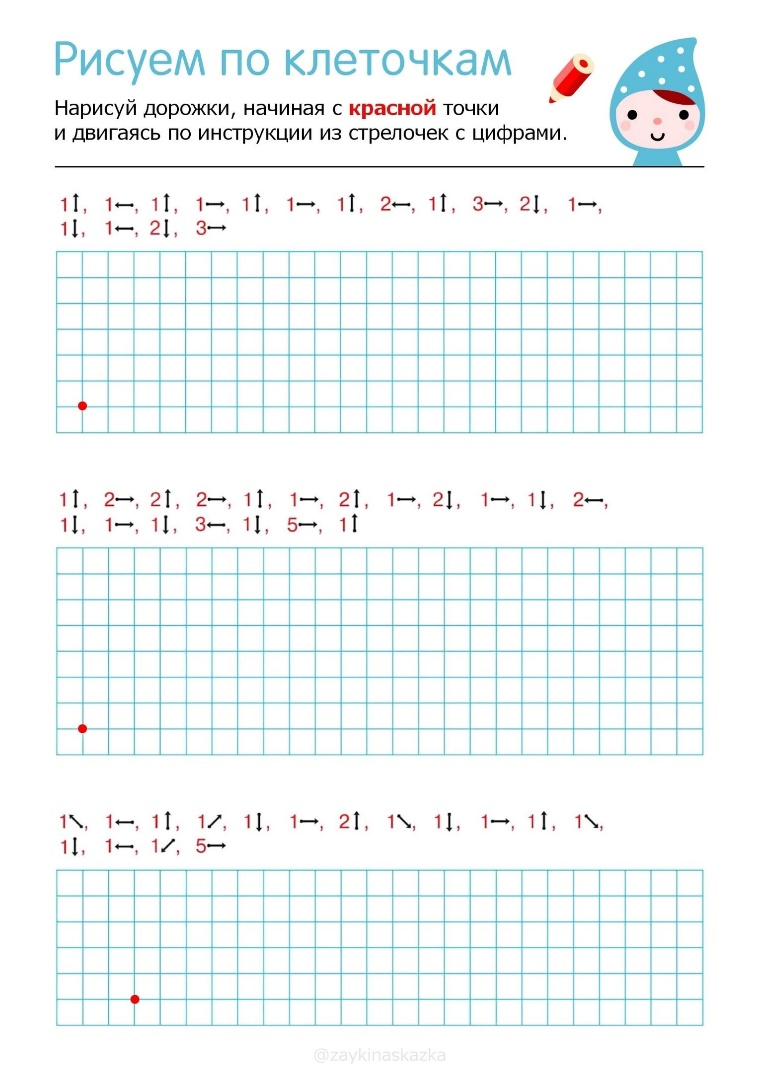 Рисуем по клеточкам
Нарисуй дорожки, начиная с красной точки
и двигаясь по инструкции из стрелочек с цифрами.
1↑, 1←, 1↑, 1→, 1↑, 1→, 1↑, 2←, 1↑, 3→, 2↓, 1→,
1↓, 1←, 2↓, 3→
1↑, 2→, 2↑, 2→, 1↑, 1→, 2↑, 1→, 2↓, 1→, 1↓, 2←,
1↓, 1→, 1↓, 3←, 1↓, 5→, 1↑
1↖, 1←, 1↑, 1↗, 1↓, 1→, 2↑, 1↘, 1↓, 1→, 1↑, 1↘,
1↓, 1←, 1↙, 5→
@zaykinaskazka